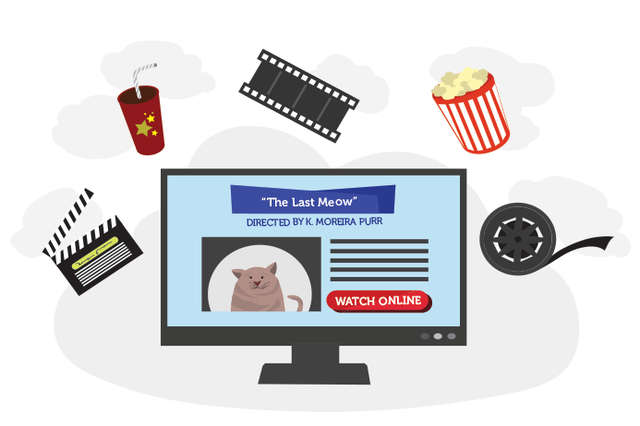 “The Last Meow”
DIRECTED BY K. MOREIRA PURR
WATCH ONLINE